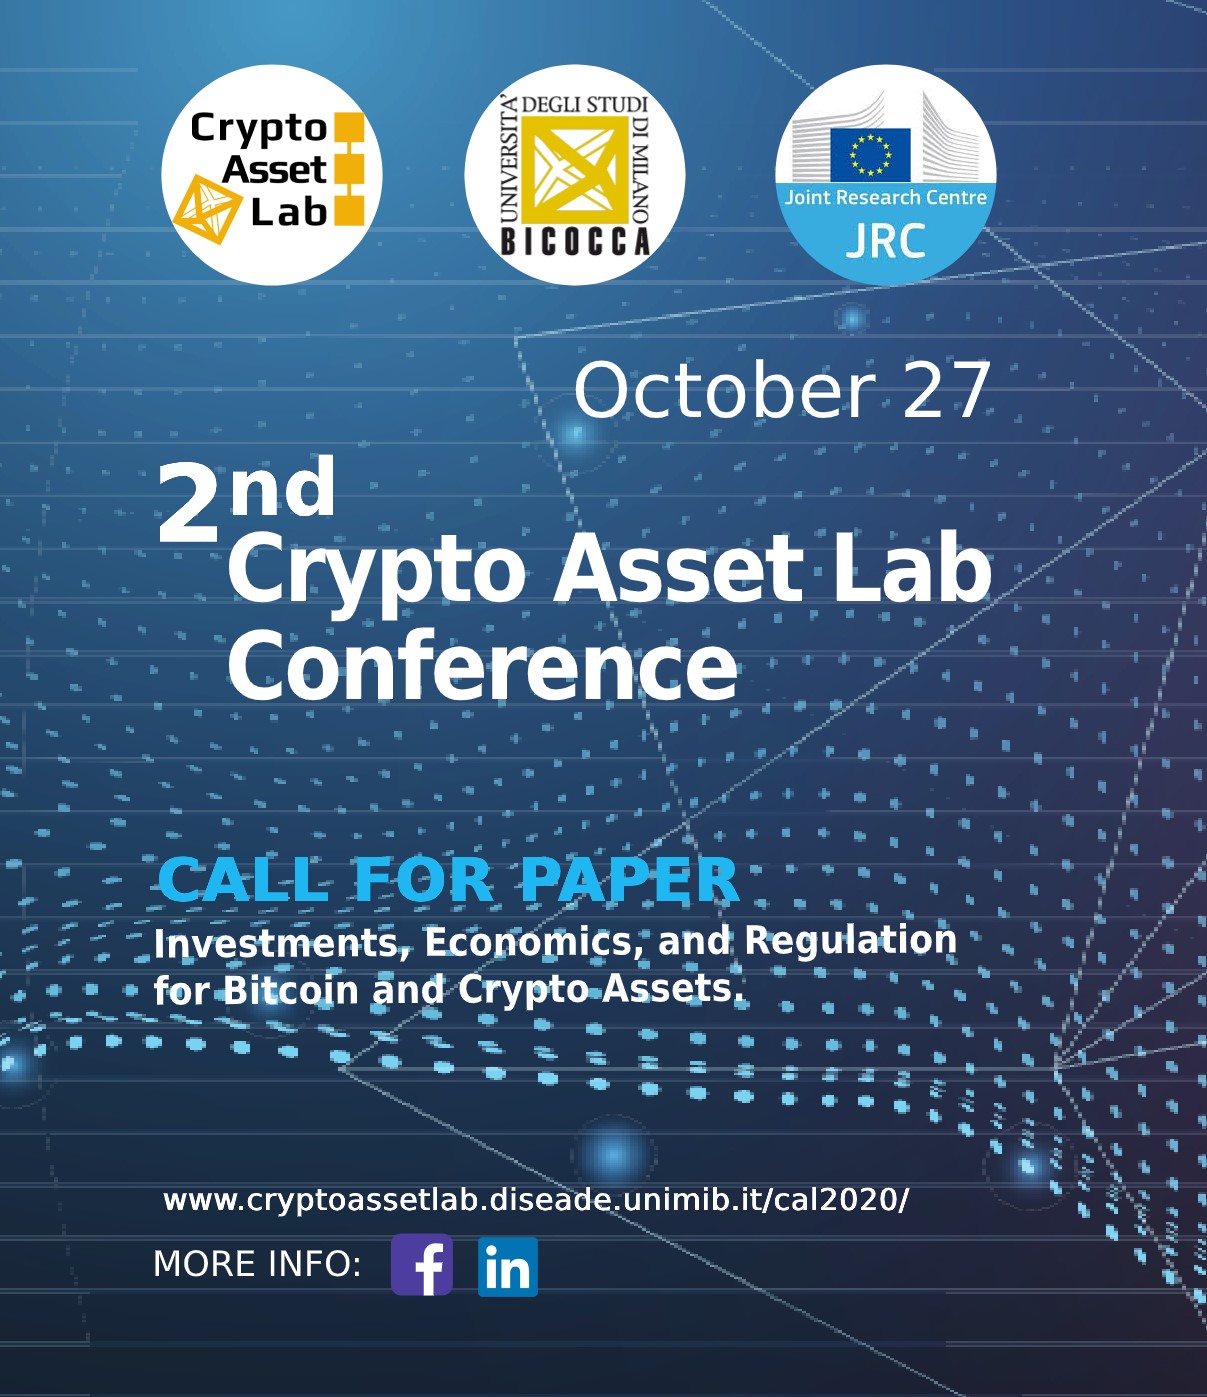 Crypto
Asset
Lab
UNIVERSITA' DEGLI STUDI DI MILANO
BICOCCA
Joint Research Centre
JRC
October 27
2nd
Crypto Asset Lab
Conference
CALL FOR PAPER
Investments, Economics, and Regulation
for Bitcoin and Crypto Assets.
www.cryptoassetlab.diseade.unimib.it/cal2020/
MORE INFO: f in